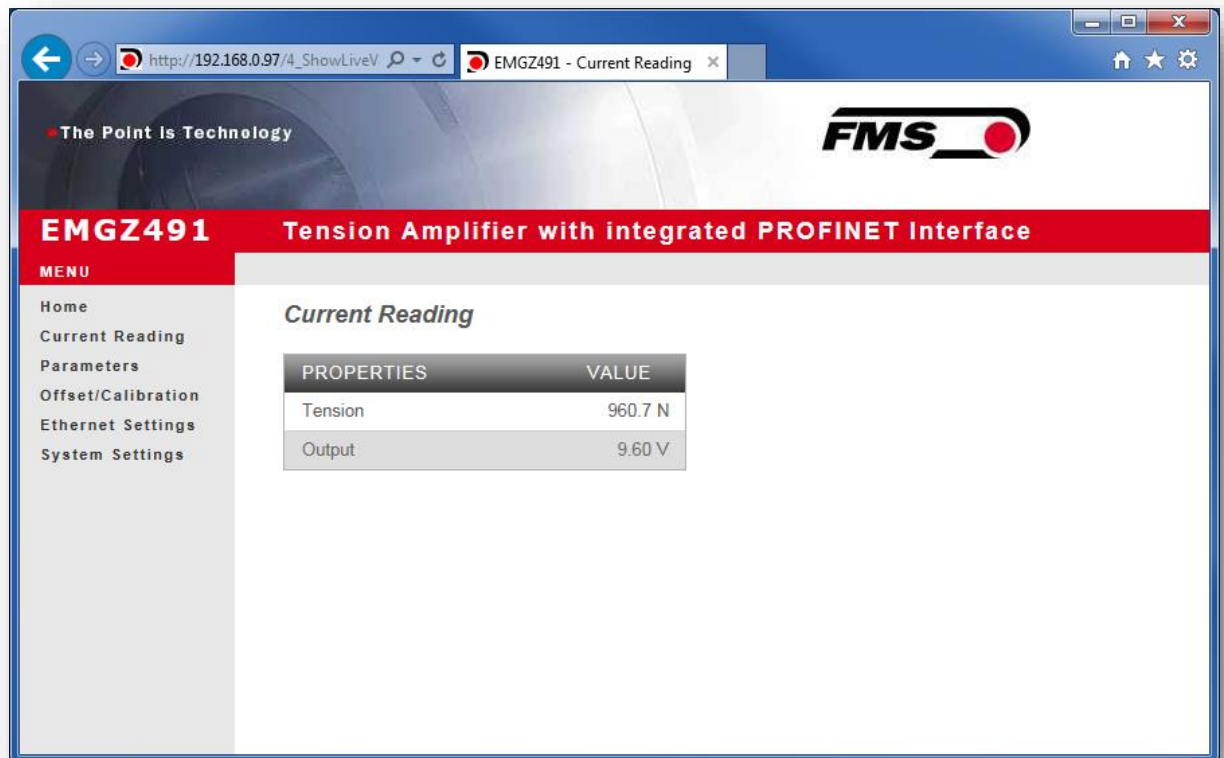 http://192.168.0.97/4_ShowLiveV
EMGZ491 - Current Reading
The Point is Technology
FMS
EMGZ491 Tension Amplifier with integrated PROFINET Interface
MENU
Home
Current Reading
Parameters
Offset/Calibration
Ethernet Settings
System Settings
Current Reading
PROPERTIES VALUE
Tension 960.7 N
Output 9.60 V